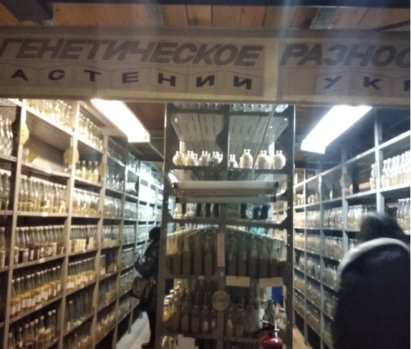 ГЕНЕТИЧЕСКОЕ РАЗНОС
АСТЕНИИ УК